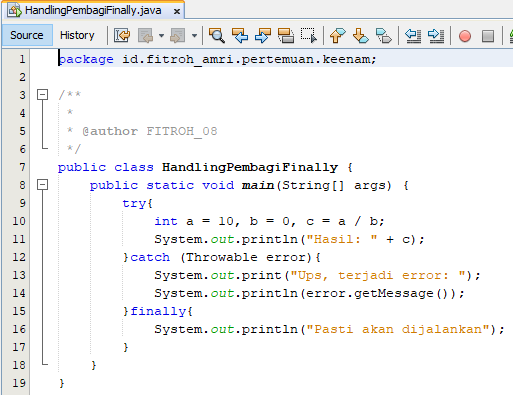 HandlingPembagiFinally.java
Source History
1 package id.fitroh_amri.pertemuan.keenam;
2
3 /**
4 *
5 * @author FITROH_08
6 */
7 public class HandlingPembagiFinally {
8 public static void main(String[] args) {
9 try{
10 int a = 10, b = 0, c = a / b;
11 System.out.println("Hasil: " + c);
12 }catch (Throwable error){
13 System.out.print("Ups, terjadi error: ");
14 System.out.println(error.getMessage());
15 }finally{
16 System.out.println("Pasti akan dijalankan");
17 }
18 }
19 }